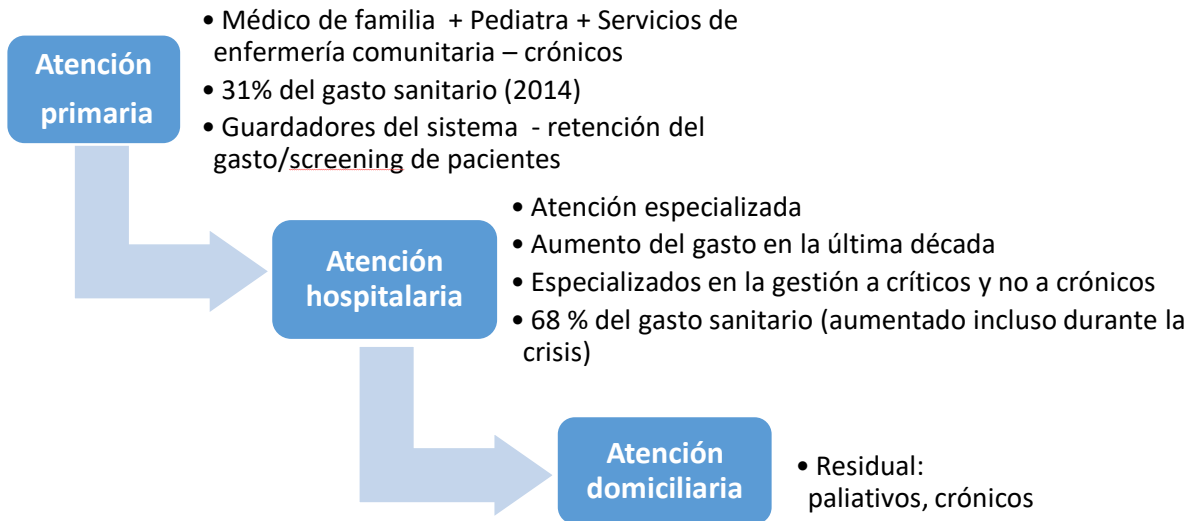 Atención
primaria
• Médico de familia + Pediatra + Servicios de
enfermería comunitaria – crónicos
• 31% del gasto sanitario (2014)
• Guardadores del sistema - retención del
gasto/screening de pacientes
Atención
hospitalaria
• Atención especializada
• Aumento del gasto en la última década
• Especializados en la gestión a críticos y no a crónicos
• 68 % del gasto sanitario (aumentado incluso durante la
crisis)
Atención
domiciliaria
• Residual:
paliativos, crónicos